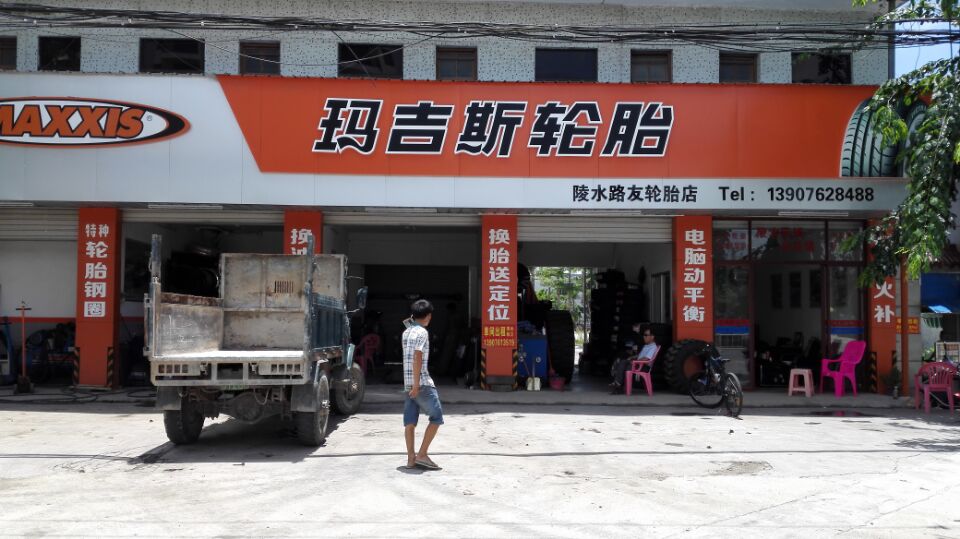 MAXXIS®
玛吉斯轮胎
陵水路友轮胎店 Tel: 13907628488
特种
轮胎钢圈
换
换胎送定位
电脑动平衡
火补